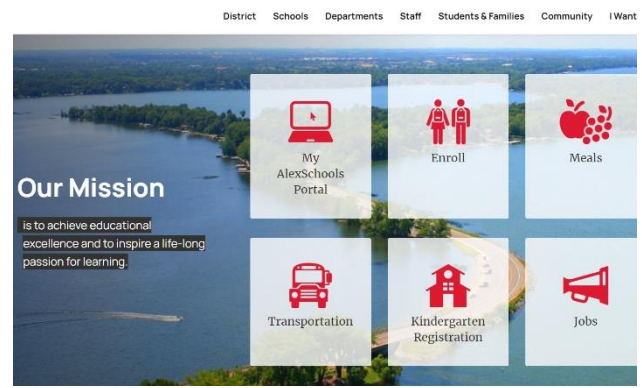 District Schools Departments Staff Students & Families Community I Want
My
AlexSchools
Portal
Enroll
Meals
Our Mission
is to achieve educational
excellence and to inspire a life-long
passion for learning.
Transportation
Kindergarten
Registration
Jobs